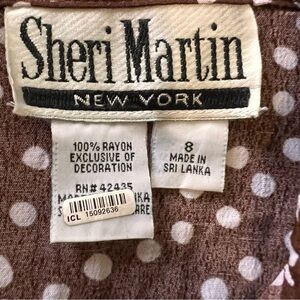 Sheri Martin
NEW YORK
100% RAYON
EXCLUSIVE OF
DECORATION
RN# 42435
ICL 15092636
8
MADE IN
SRI LANKA